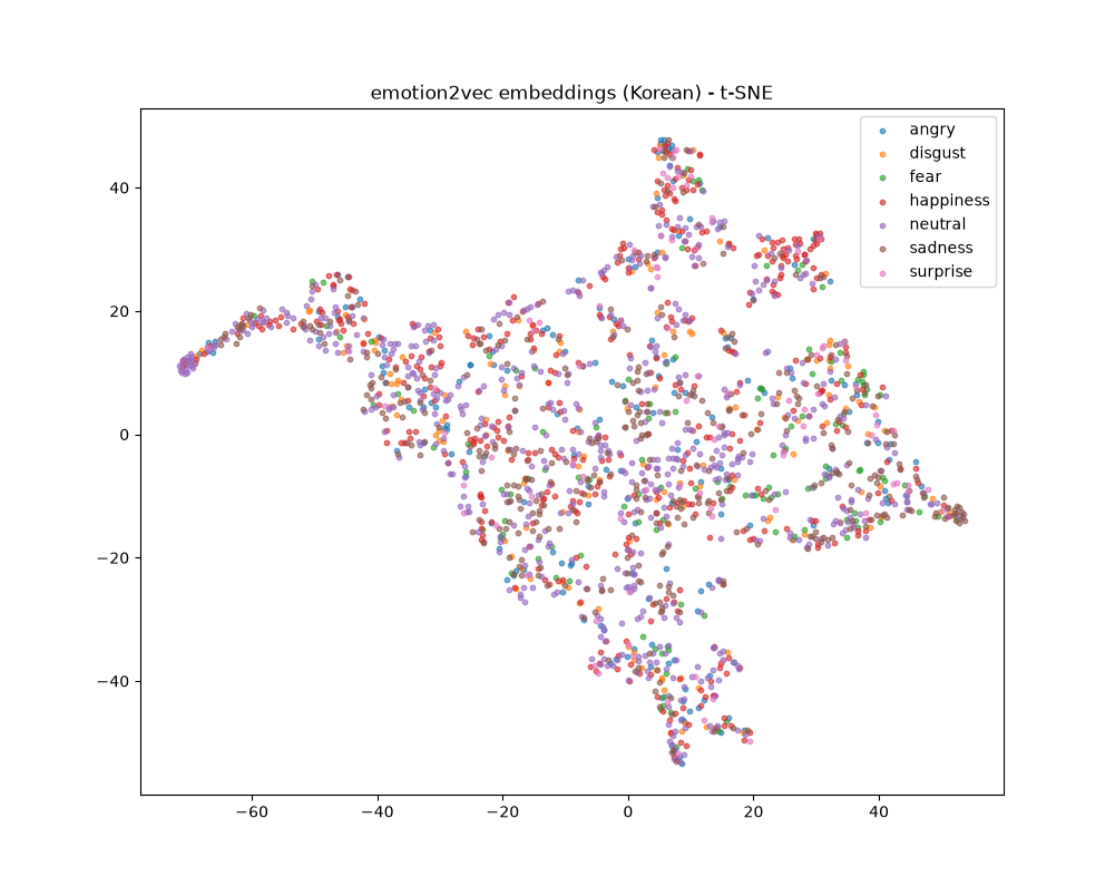 emotion2vec embeddings (Korean) - t-SNE
angry
disgust
fear
happiness
neutral
sadness
surprise
40
20
0
−20
−40
−60
−40
−20
0
20
40